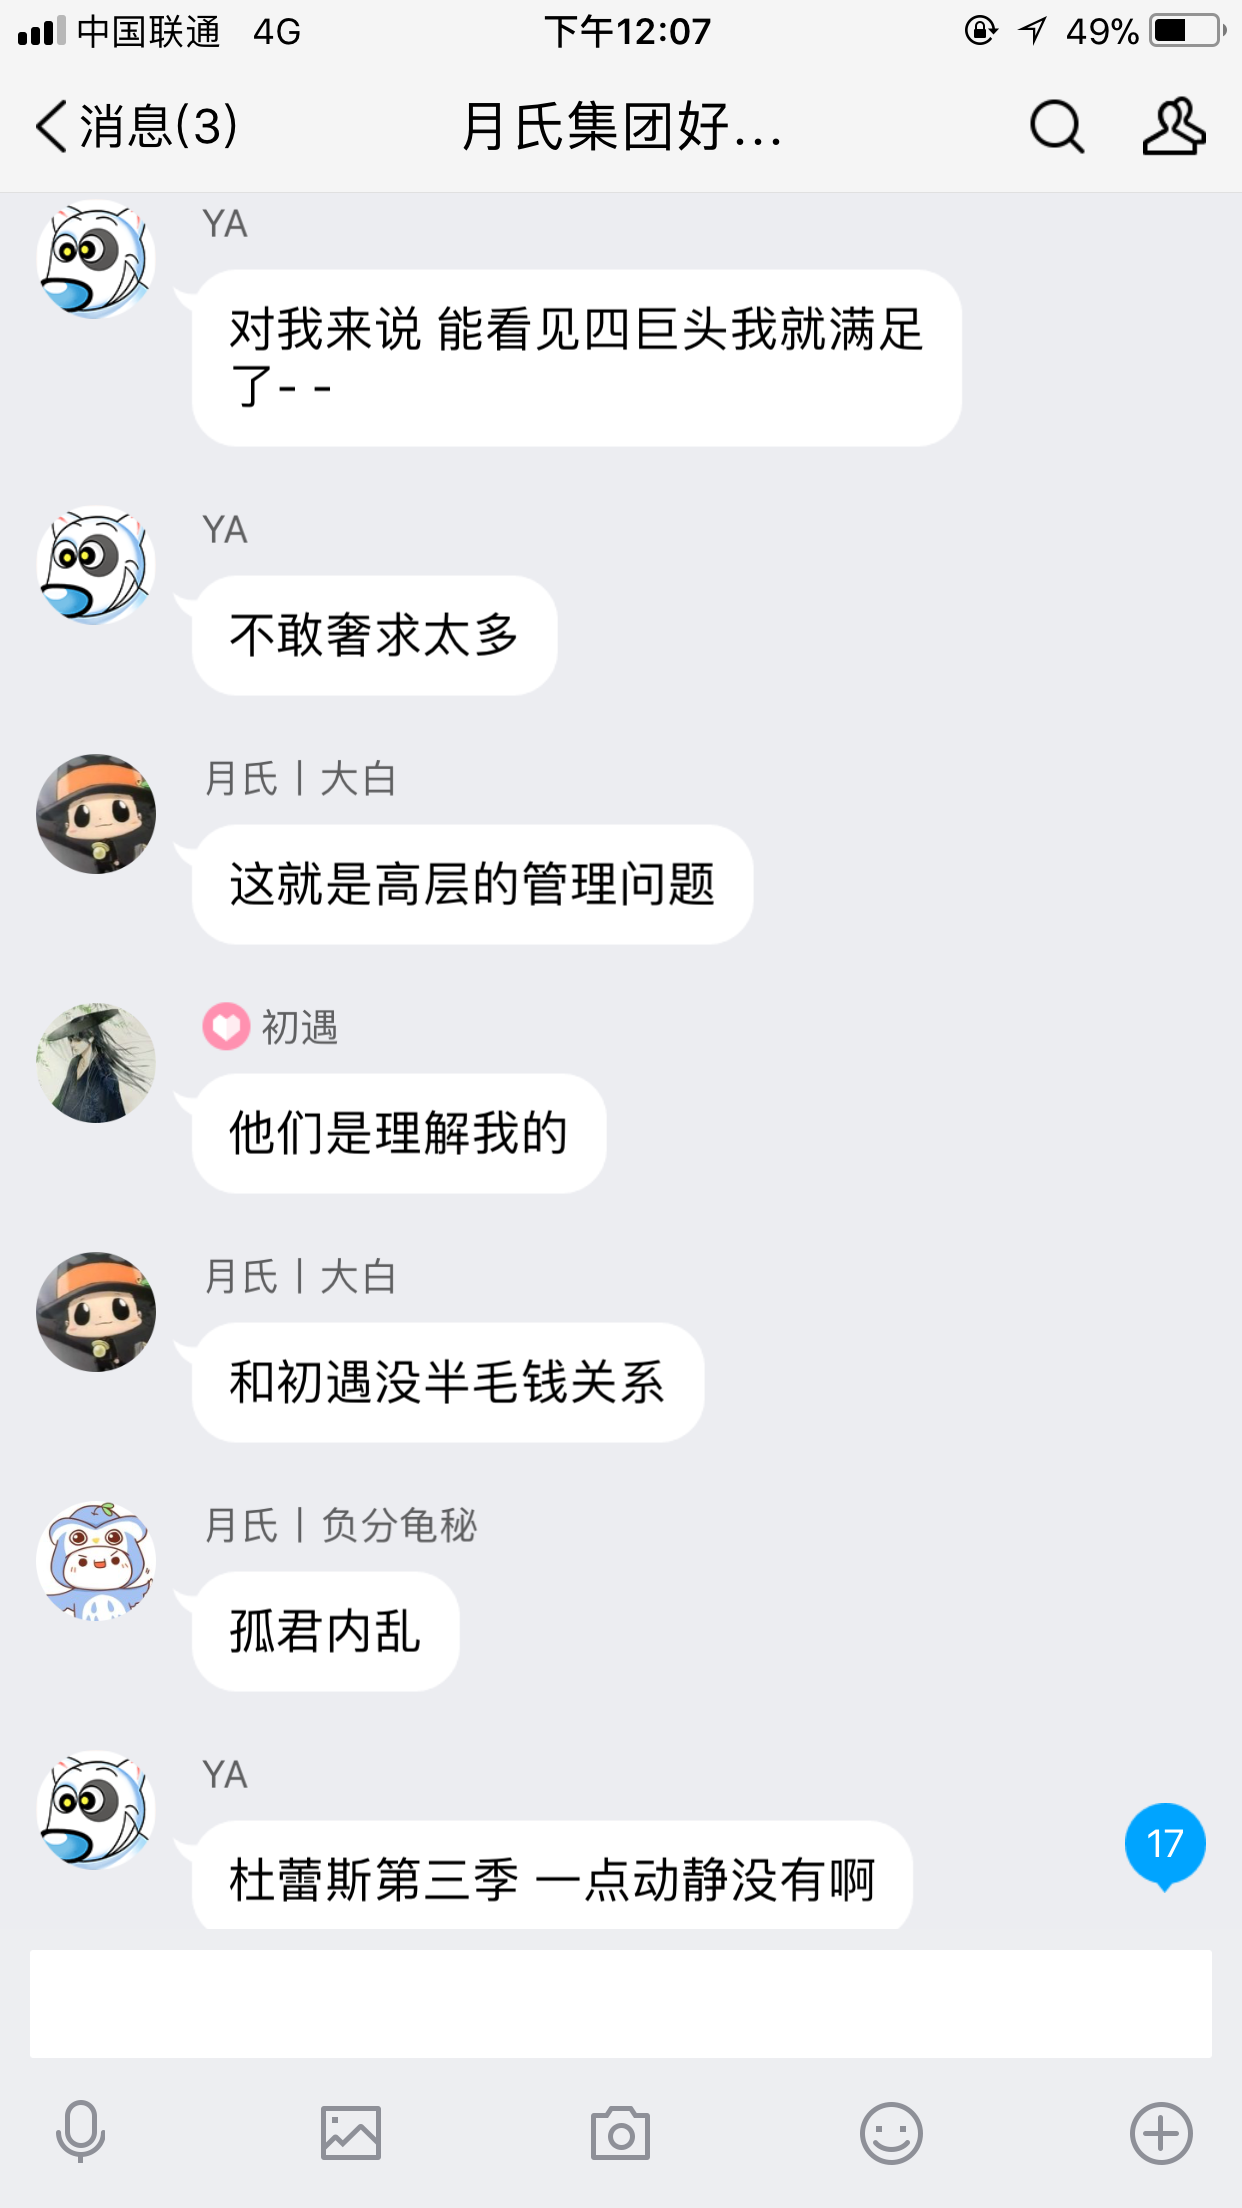 中国联通 4G 下午12:07 49%
消息(3) 月氏集团好...
YA
对我来说 能看见四巨头我就满足
了- -
YA
不敢奢求太多
月氏丨大白
这就是高层的管理问题
初遇
他们是理解我的
月氏丨大白
和初遇没半毛钱关系
月氏丨负分龟秘
孤君内乱
YA
杜蕾斯第三季 一点动静没有啊
17